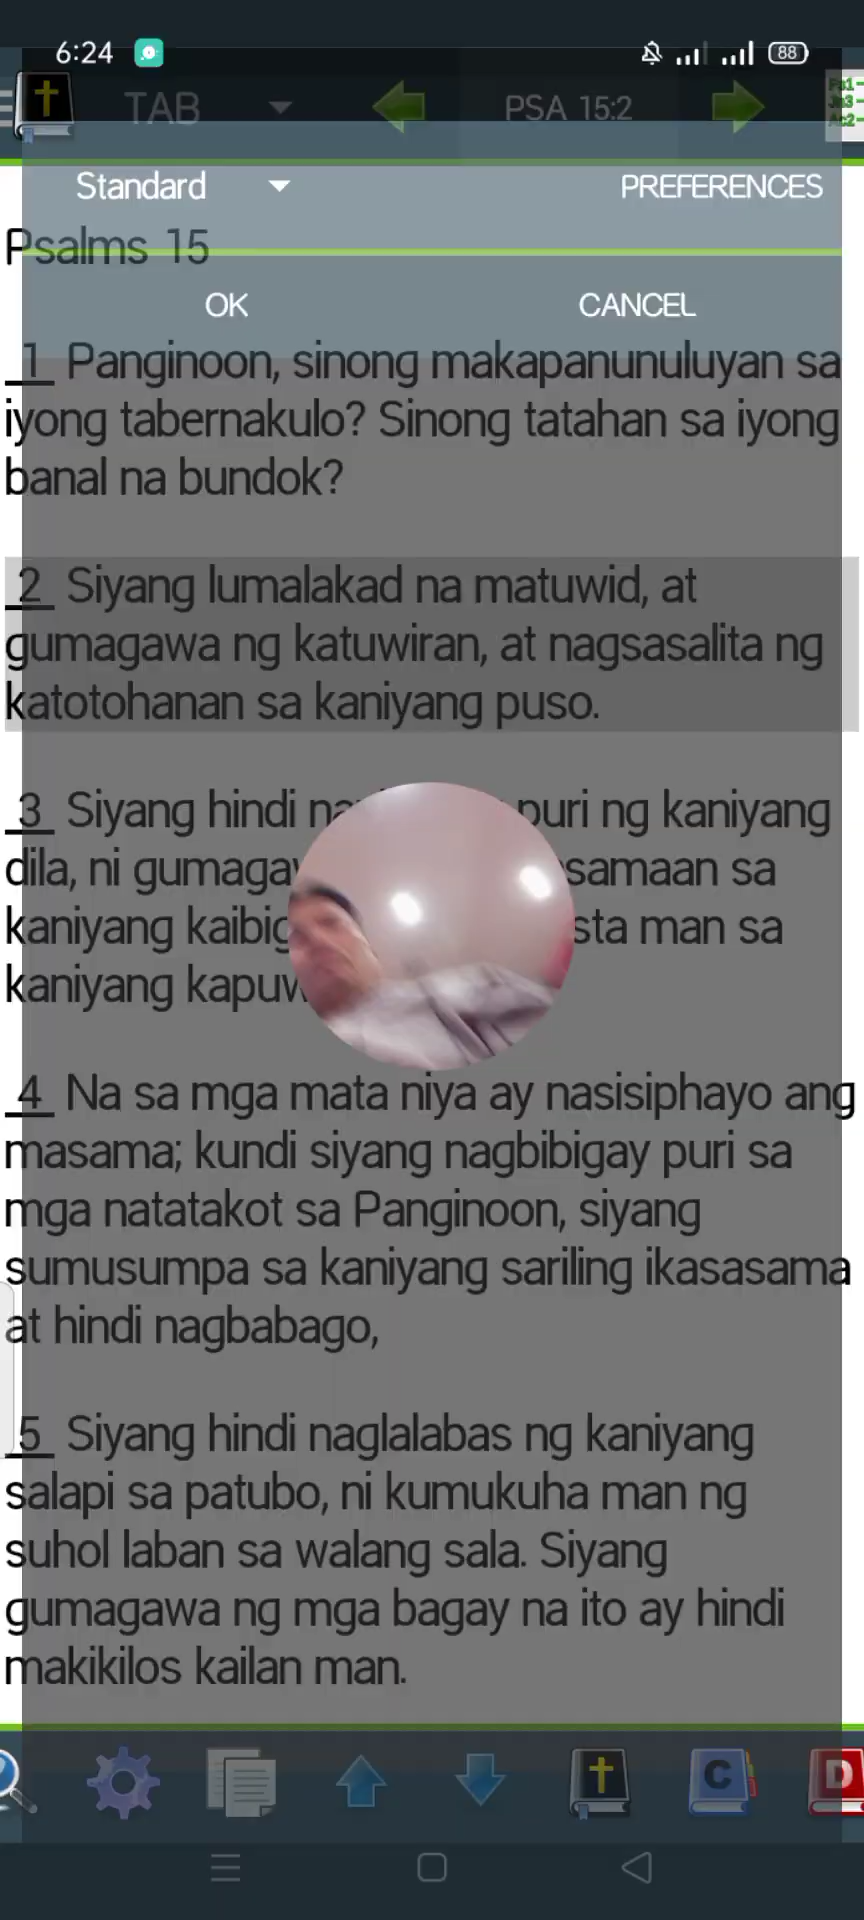 6:24
88
TAB
PSA 15:2
Ps1-
Jn3-
Ac2-
Standard
PREFERENCES
Psalms 15
OK
CANCEL
1 Panginoon, sinong makapanunuluyan sa
iyong tabernakulo? Sinong tatahan sa iyong
banal na bundok?
2 Siyang lumalakad na matuwid, at
gumagawa ng katuwiran, at nagsasalita ng
katotohanan sa kaniyang puso.
3 Siyang hindi puri ng kaniyang
dila, ni sa
kaniyang man sa
kaniyang
4 Na sa mga mata niya ay nasisiphayo ang
masama; kundi siyang nagbibigay puri sa
mga natatakot sa Panginoon, siyang
sumusumpa sa kaniyang sariling ikasasama
at hindi nagbabago,
5 Siyang hindi naglalabas ng kaniyang
salapi sa patubo, ni kumukuha man ng
suhol laban sa walang sala. Siyang
gumagawa ng mga bagay na ito ay hindi
makikilos kailan man.
C
D